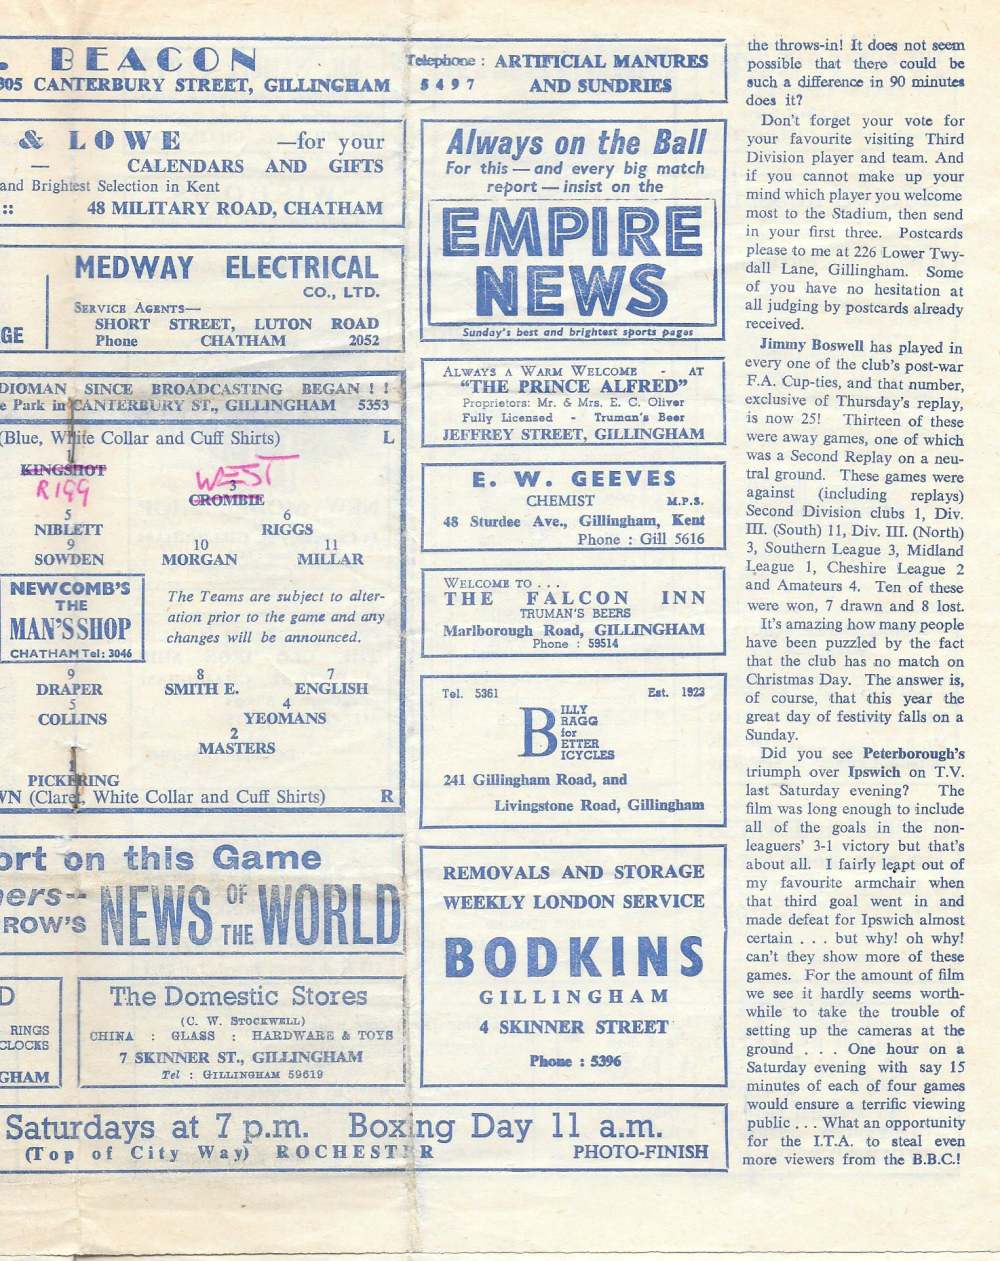 . BEACON
305 CANTERBURY STREET, GILLINGHAM
Telephone : ARTIFICIAL MANURES
5 4 9 7 AND SUNDRIES
& LOWE —for your
— CALENDARS AND GIFTS
and Brightest Selection in Kent
:: 48 MILITARY ROAD, CHATHAM
MEDWAY ELECTRICAL
CO., LTD.
SERVICE AGENTS—
SHORT STREET, LUTON ROAD
Phone CHATHAM 2052
GE
DIOMAN SINCE BROADCASTING BEGAN ! !
e Park in CANTERBURY ST., GILLINGHAM 5353
(Blue, White Collar and Cuff Shirts) L
1
KINGSHOT
RIGG
WEST
3
CROMBIE
5 6
NIBLETT RIGGS
9 10 11
SOWDEN MORGAN MILLAR
NEWCOMB'S
THE
MAN'S SHOP
CHATHAM Tel: 3046
The Teams are subject to alter-
ation prior to the game and any
changes will be announced.
9 8 7
DRAPER SMITH E. ENGLISH
5 4
COLLINS YEOMANS
2
MASTERS
1
PICKERING
WN (Claret, White Collar and Cuff Shirts) R
ort on this Game
ners--
ROW'S NEWS OF THE WORLD
D
RINGS
CLOCKS
GHAM
The Domestic Stores
(C. W. STOCKWELL)
CHINA : GLASS : HARDWARE & TOYS
7 SKINNER ST., GILLINGHAM
Tel : GILLINGHAM 59619
Saturdays at 7 p.m. Boxing Day 11 a.m.
(Top of City Way) ROCHESTER PHOTO-FINISH
Always on the Ball
For this — and every big match
report — insist on the
EMPIRE
NEWS
Sunday's best and brightest sports pages
ALWAYS A WARM WELCOME - AT
"THE PRINCE ALFRED"
Proprietors: Mr. & Mrs. E. C. Oliver
Fully Licensed - Truman's Beer
JEFFREY STREET, GILLINGHAM
E. W. GEEVES
CHEMIST M.P.S.
48 Sturdee Ave., Gillingham, Kent
Phone : Gill 5616
WELCOME TO . . .
THE FALCON INN
TRUMAN'S BEERS
Marlborough Road, GILLINGHAM
Phone : 59514
Tel. 5361 Est. 1923
BILLY
RAGG
for
ETTER
ICYCLES
241 Gillingham Road, and
Livingstone Road, Gillingham
REMOVALS AND STORAGE
WEEKLY LONDON SERVICE
BODKINS
GILLINGHAM
4 SKINNER STREET
Phone : 5396
the throws-in! It does not seem
possible that there could be
such a difference in 90 minutes
does it?
Don't forget your vote for
your favourite visiting Third
Division player and team. And
if you cannot make up your
mind which player you welcome
most to the Stadium, then send
in your first three. Postcards
please to me at 226 Lower Twy-
dall Lane, Gillingham. Some
of you have no hesitation at
all judging by postcards already
received.
Jimmy Boswell has played in
every one of the club's post-war
F.A. Cup-ties, and that number,
exclusive of Thursday's replay,
is now 25! Thirteen of these
were away games, one of which
was a Second Replay on a neu-
tral ground. These games were
against (including replays)
Second Division clubs 1, Div.
III. (South) 11, Div. III. (North)
3, Southern League 3, Midland
League 1, Cheshire League 2
and Amateurs 4. Ten of these
were won, 7 drawn and 8 lost.
It's amazing how many people
have been puzzled by the fact
that the club has no match on
Christmas Day. The answer is,
of course, that this year the
great day of festivity falls on a
Sunday.
Did you see Peterborough's
triumph over Ipswich on T.V.
last Saturday evening? The
film was long enough to include
all of the goals in the non-
leaguers' 3-1 victory but that's
about all. I fairly leapt out of
my favourite armchair when
that third goal went in and
made defeat for Ipswich almost
certain . . . but why! oh why!
can't they show more of these
games. For the amount of film
we see it hardly seems worth-
while to take the trouble of
setting up the cameras at the
ground . . . One hour on a
Saturday evening with say 15
minutes of each of four games
would ensure a terrific viewing
public . . . What an opportunity
for the I.T.A. to steal even
more viewers from the B.B.C.!